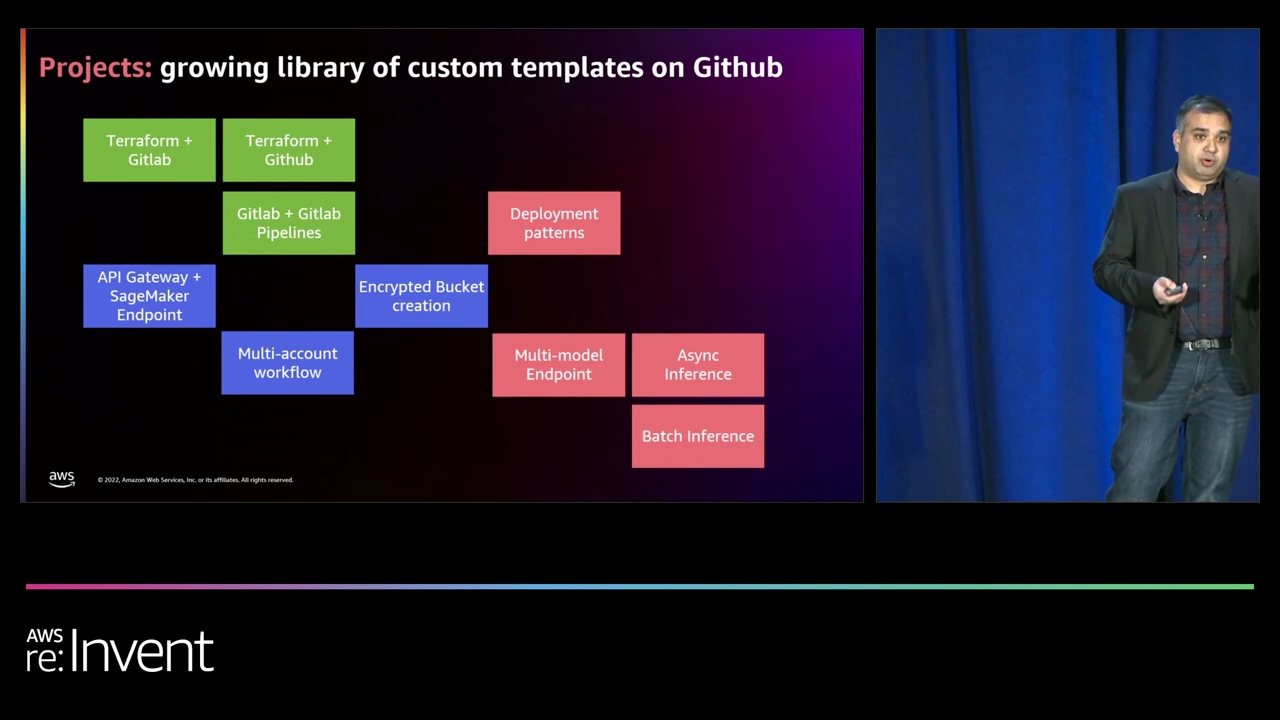 Projects: growing library of custom templates on Github
Terraform +
Gitlab
Terraform +
Github
Gitlab + Gitlab
Pipelines
Deployment
patterns
API Gateway +
SageMaker
Endpoint
Encrypted Bucket
creation
Multi-account
workflow
Multi-model
Endpoint
Async
Inference
Batch Inference
aws
© 2022, Amazon Web Services, Inc. or its affiliates. All rights reserved.
AWS
re:Invent